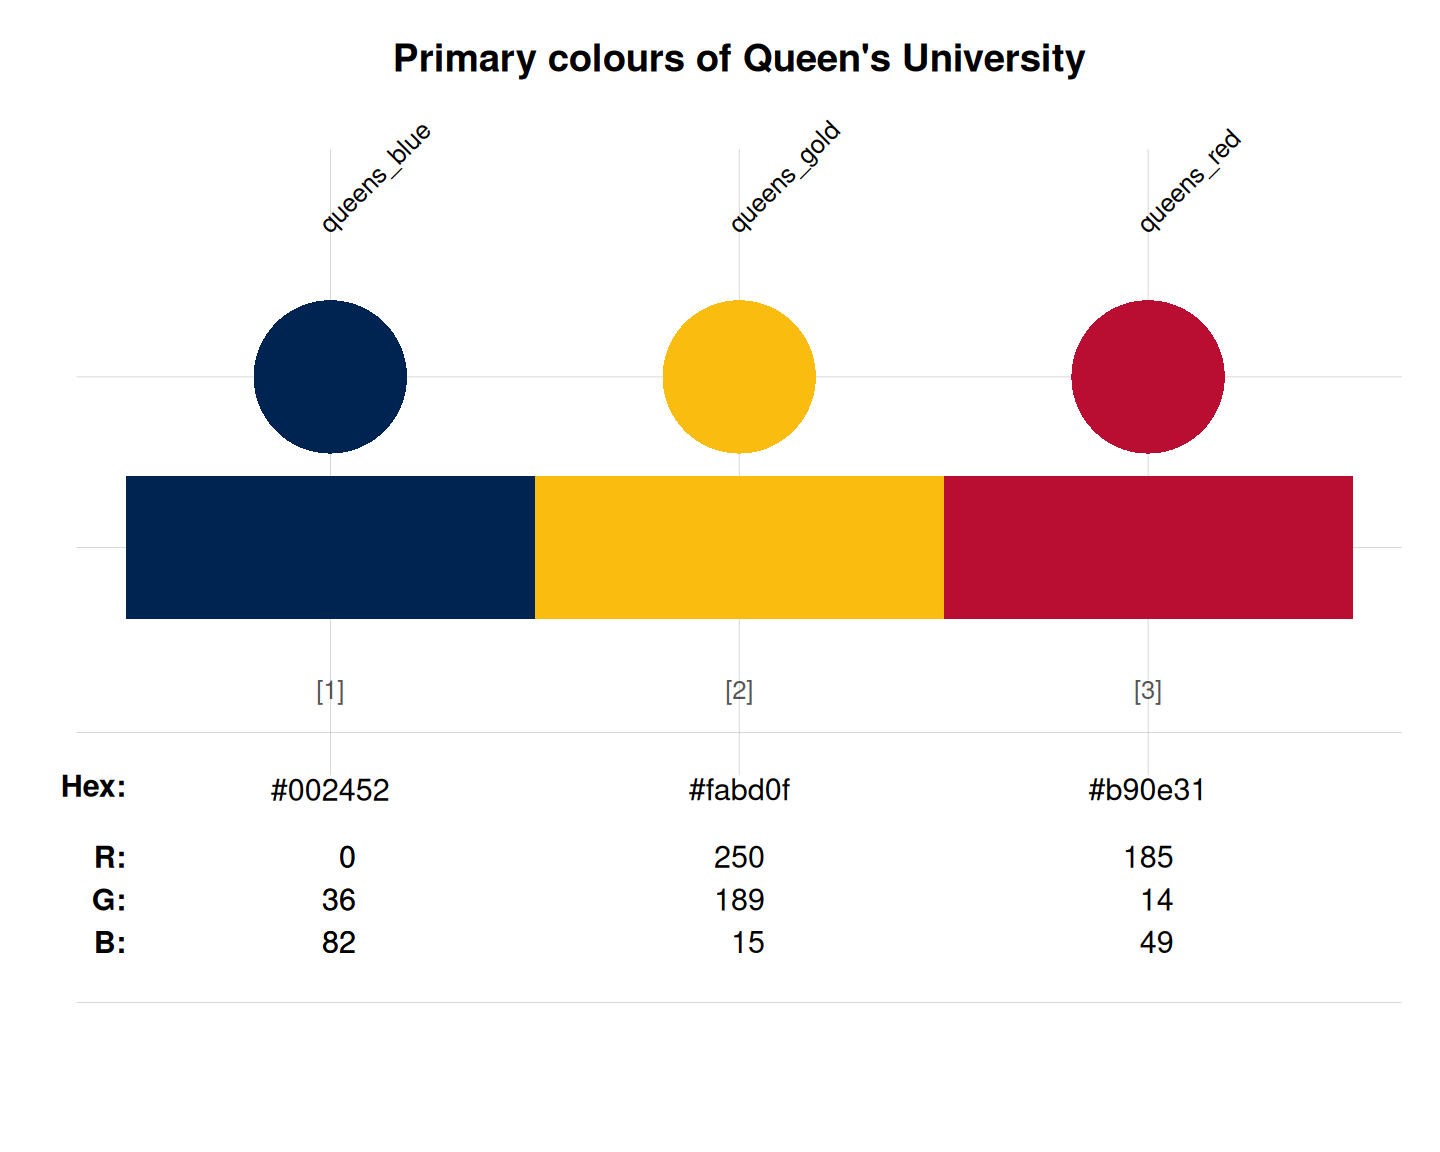 Primary colours of Queen's University
queens_blue queens_gold queens_red
[1] [2] [3]
Hex: #002452 #fabd0f #b90e31
R: 0 250 185
G: 36 189 14
B: 82 15 49